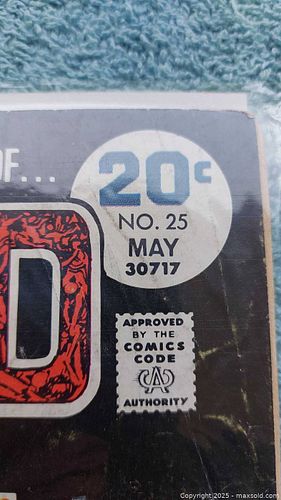 OF...
20¢
NO. 25
MAY
30717
D
APPROVED
BY THE
COMICS
CODE
CA
AUTHORITY
Copyright 2025 - maxsold.com